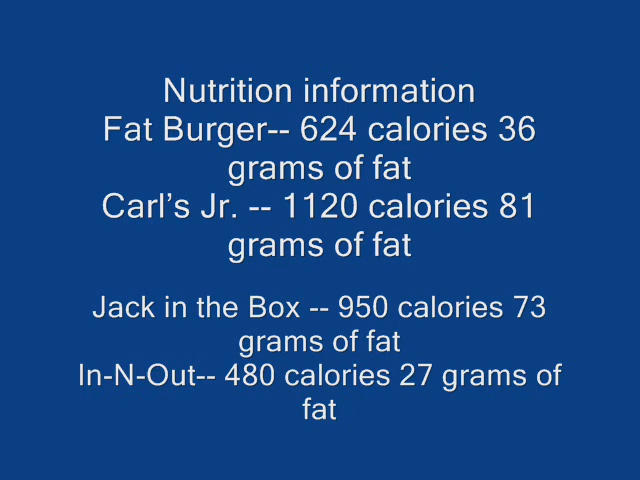 Nutrition information
Fat Burger-- 624 calories 36
grams of fat
Carl’s Jr. -- 1120 calories 81
grams of fat
Jack in the Box -- 950 calories 73
grams of fat
In-N-Out-- 480 calories 27 grams of
fat